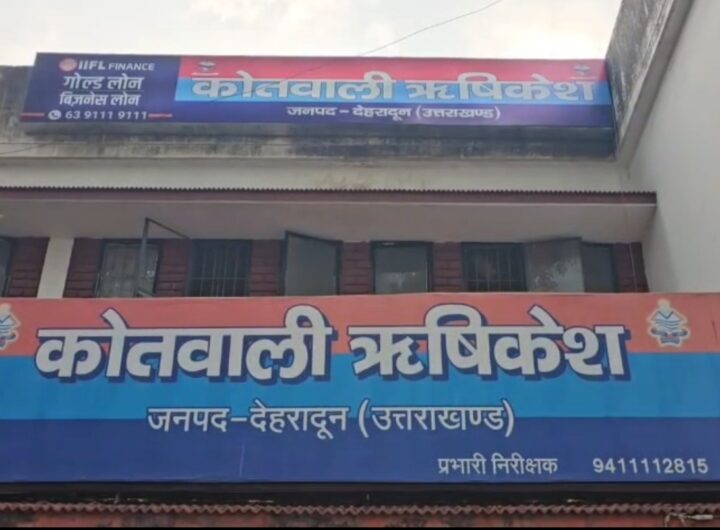 IIFL FINANCE
गोल्ड लोन
बिज़नेस लोन
63 9111 9111
कोतवाली ऋषिकेश
जनपद - देहरादून (उत्तराखण्ड)
कोतवाली ऋषिकेश
जनपद-देहरादून (उत्तराखण्ड)
प्रभारी निरीक्षक 9411112815